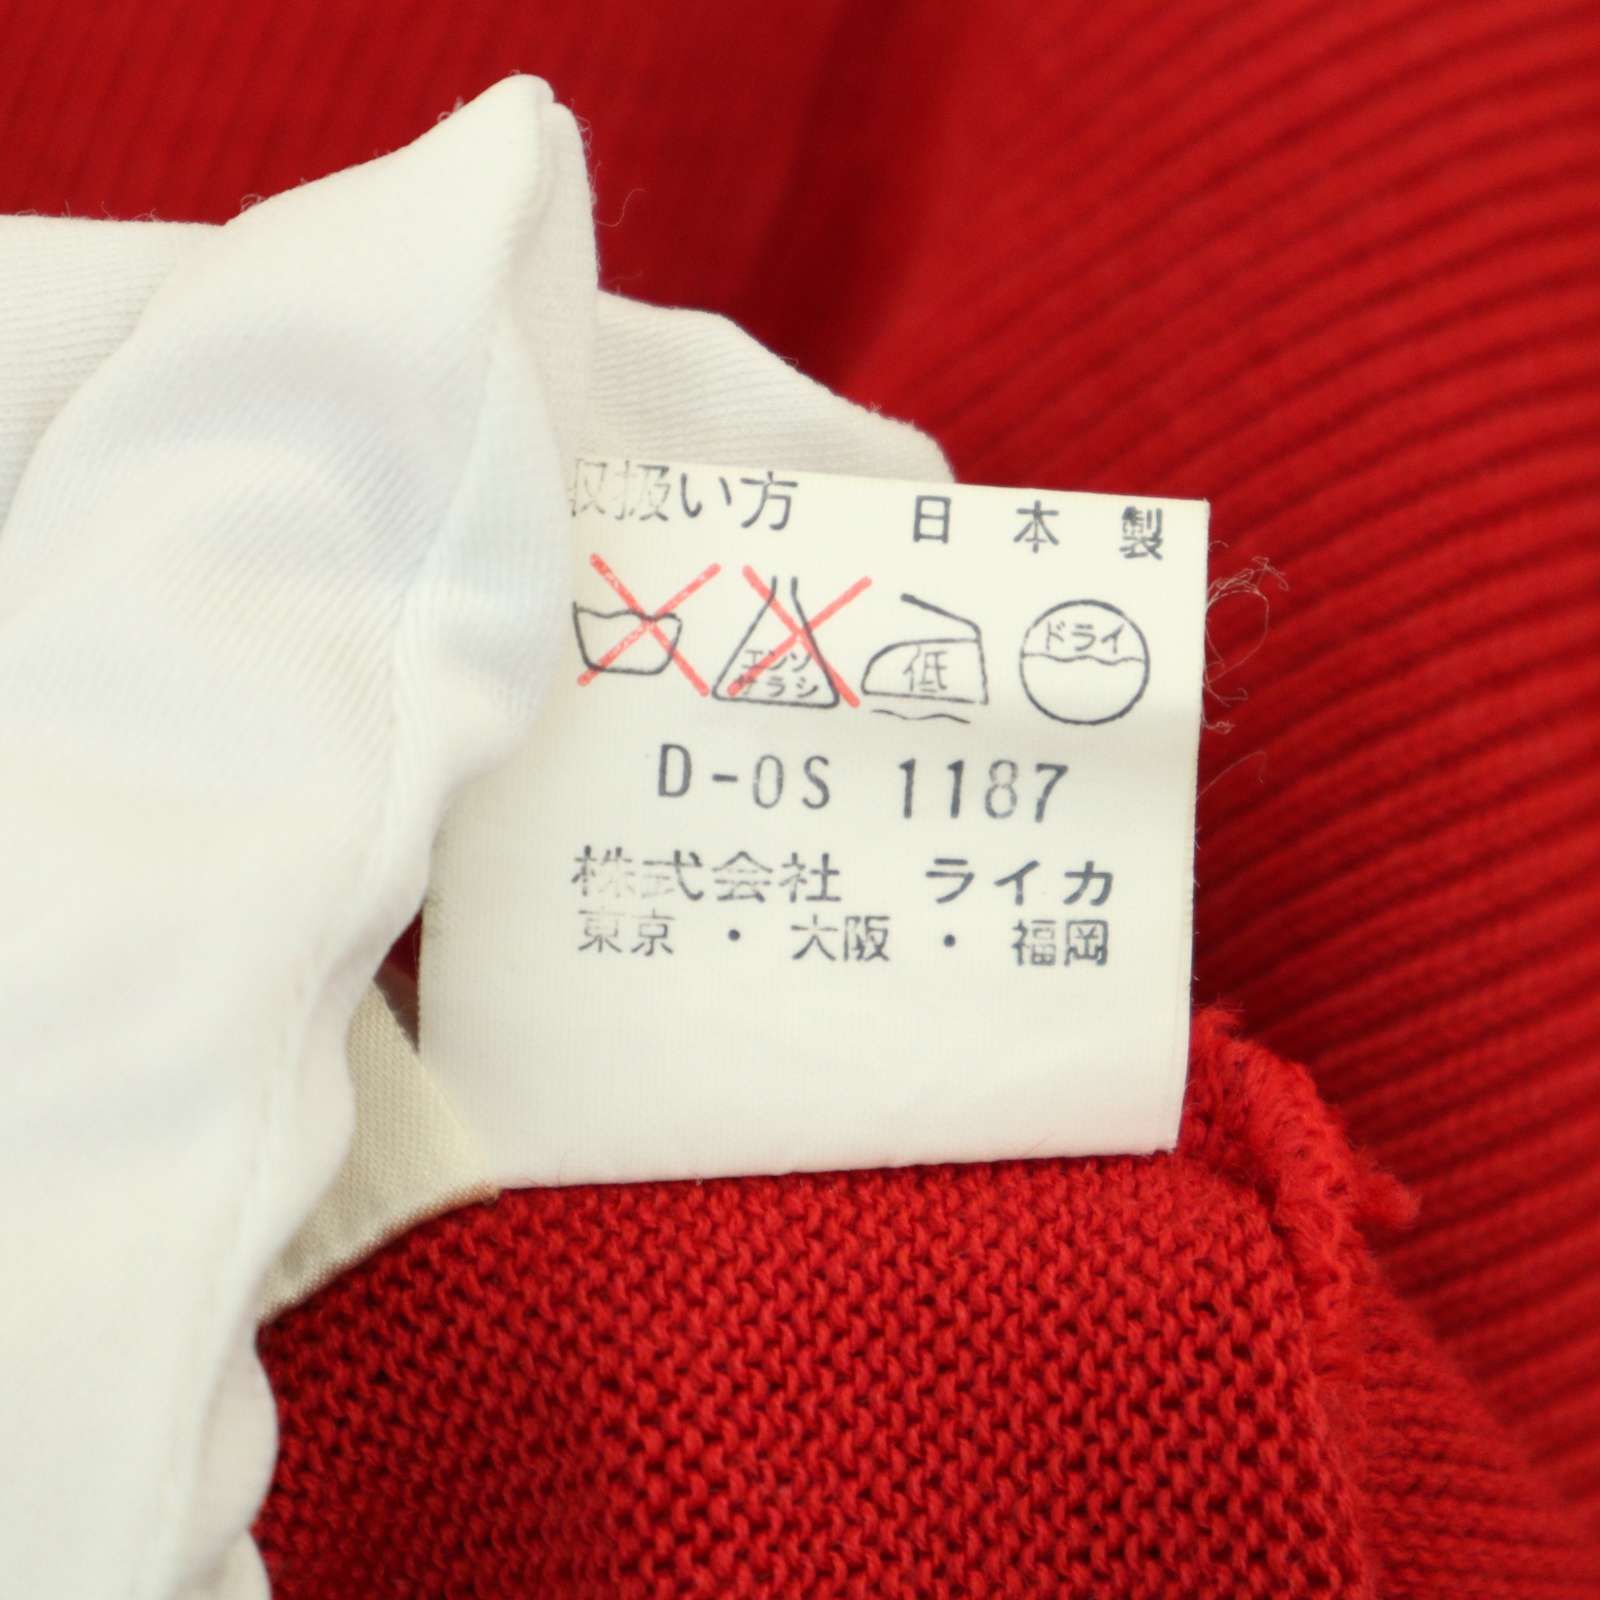 取扱い方 日本製
エンソ
サラシ
低
ドライ
D-0S 1187
株式会社 ライカ
東京・大阪・福岡